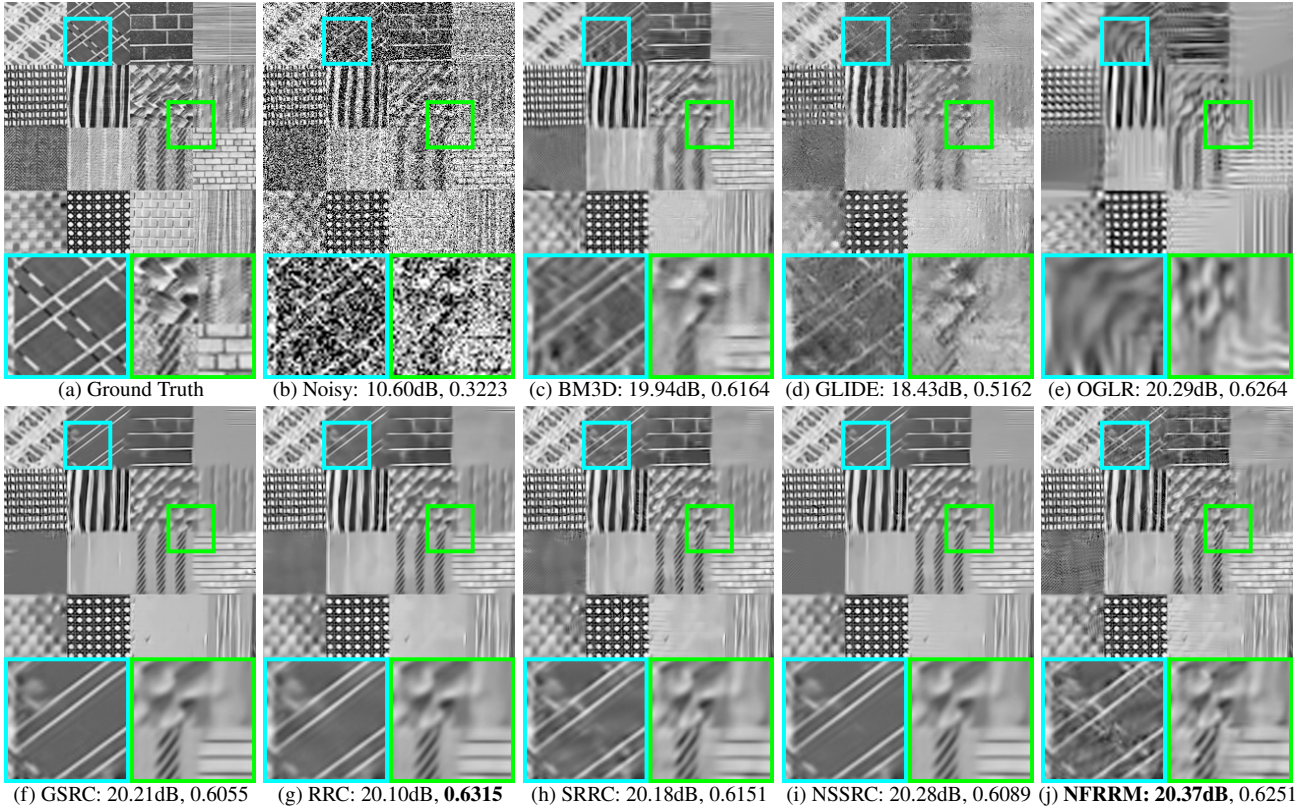 (a) Ground Truth
(b) Noisy: 10.60dB, 0.3223
(c) BM3D: 19.94dB, 0.6164
(d) GLIDE: 18.43dB, 0.5162
(e) OGLR: 20.29dB, 0.6264
(f) GSRC: 20.21dB, 0.6055
(g) RRC: 20.10dB, 0.6315
(h) SRRC: 20.18dB, 0.6151
(i) NSSRC: 20.28dB, 0.6089
(j) NFRRM: 20.37dB, 0.6251